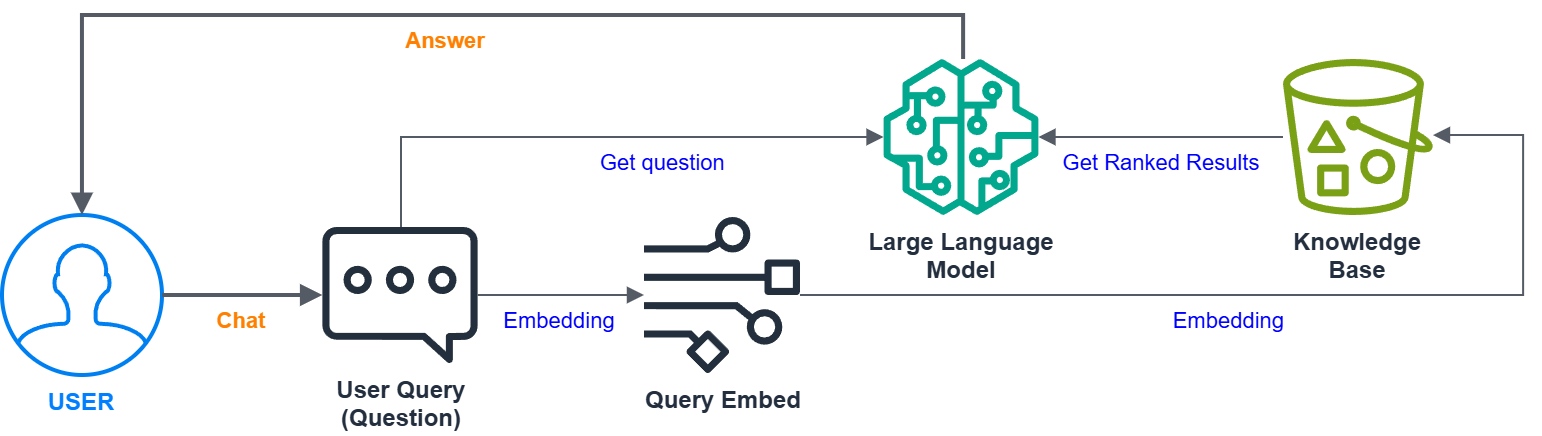 Answer
Get question
Get Ranked Results
Large Language
Model
Knowledge
Base
Chat
Embedding
Embedding
USER
User Query
(Question)
Query Embed